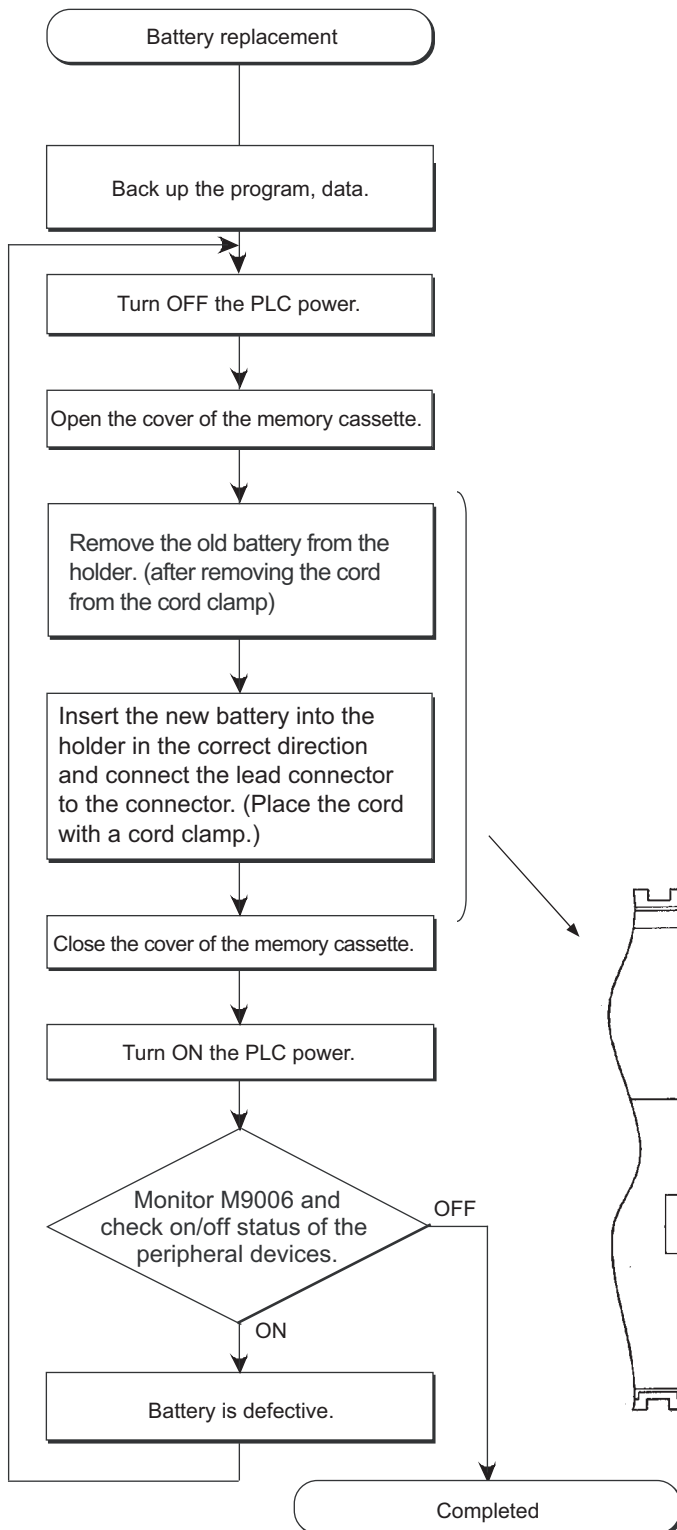 Battery replacement
Back up the program, data.
Turn OFF the PLC power.
Open the cover of the memory cassette.
Remove the old battery from the
holder. (after removing the cord
from the cord clamp)
Insert the new battery into the
holder in the correct direction
and connect the lead connector
to the connector. (Place the cord
with a cord clamp.)
Close the cover of the memory cassette.
Turn ON the PLC power.
Monitor M9006 and
check on/off status of the
peripheral devices.
OFF
ON
Battery is defective.
Completed